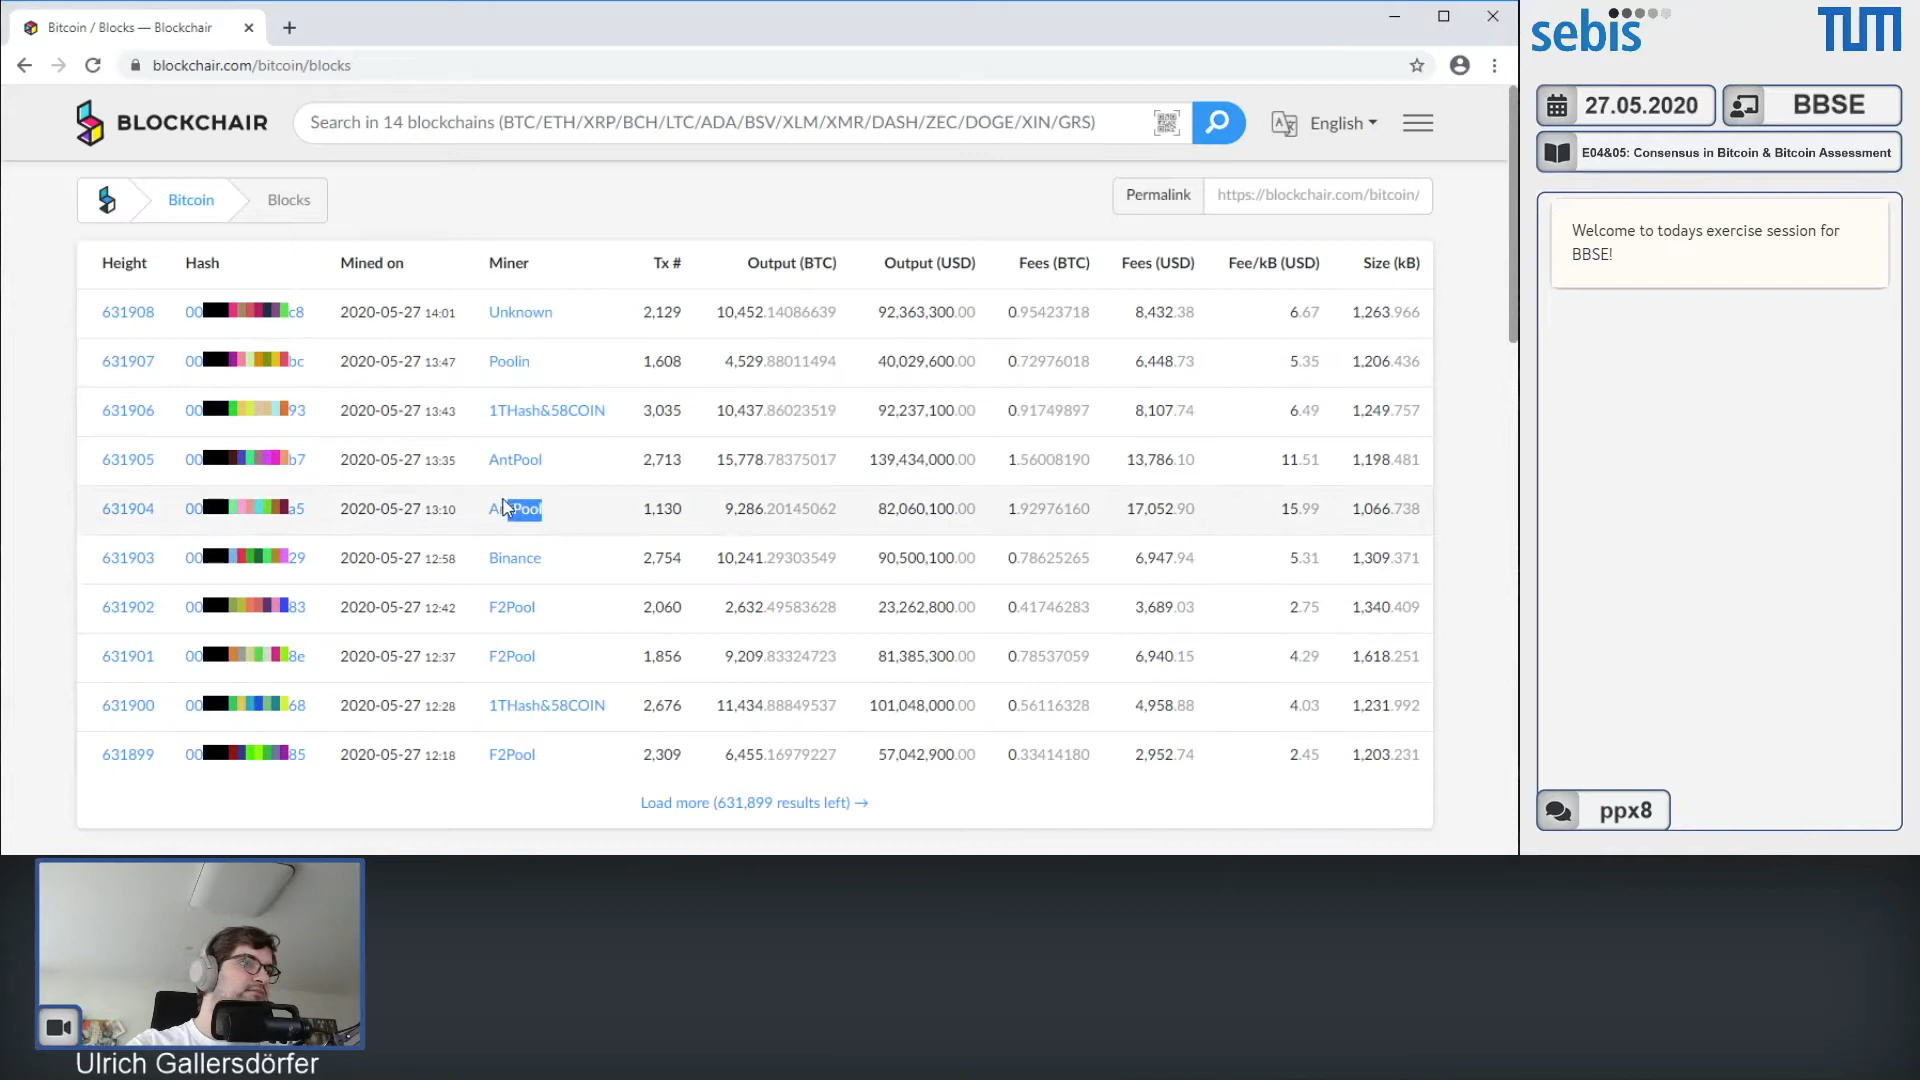 Bitcoin / Blocks — Blockchair
blockchair.com/bitcoin/blocks
BLOCKCHAIR
Search in 14 blockchains (BTC/ETH/XRP/BCH/LTC/ADA/BSV/XLM/XMR/DASH/ZEC/DOGE/XIN/GRS)
English
Bitcoin
Blocks
Permalink
https://blockchair.com/bitcoin/
Height Hash Mined on Miner Tx # Output (BTC) Output (USD) Fees (BTC) Fees (USD) Fee/kB (USD) Size (kB)
631908 00 c8 2020-05-27 14:01 Unknown 2,129 10,452.14086639 92,363,300.00 0.95423718 8,432.38 6.67 1,263.966
631907 00 bc 2020-05-27 13:47 Poolin 1,608 4,529.88011494 40,029,600.00 0.72976018 6,448.73 5.35 1,206.436
631906 00 93 2020-05-27 13:43 1THash&58COIN 3,035 10,437.86023519 92,237,100.00 0.91749897 8,107.74 6.49 1,249.757
631905 00 b7 2020-05-27 13:35 AntPool 2,713 15,778.78375017 139,434,000.00 1.56008190 13,786.10 11.51 1,198.481
631904 00 a5 2020-05-27 13:10 AntPool 1,130 9,286.20145062 82,060,100.00 1.92976160 17,052.90 15.99 1,066.738
631903 00 29 2020-05-27 12:58 Binance 2,754 10,241.29303549 90,500,100.00 0.78625265 6,947.94 5.31 1,309.371
631902 00 83 2020-05-27 12:42 F2Pool 2,060 2,632.49583628 23,262,800.00 0.41746283 3,689.03 2.75 1,340.409
631901 00 8e 2020-05-27 12:37 F2Pool 1,856 9,209.83324723 81,385,300.00 0.78537059 6,940.15 4.29 1,618.251
631900 00 68 2020-05-27 12:28 1THash&58COIN 2,676 11,434.88849537 101,048,000.00 0.56116328 4,958.88 4.03 1,231.992
631899 00 85 2020-05-27 12:18 F2Pool 2,309 6,455.16979227 57,042,900.00 0.33414180 2,952.74 2.45 1,203.231
Load more (631,899 results left) →
sebis
TUM
27.05.2020
BBSE
E04&05: Consensus in Bitcoin & Bitcoin Assessment
Welcome to todays exercise session for
BBSE!
ppx8
Ulrich Gallersdörfer